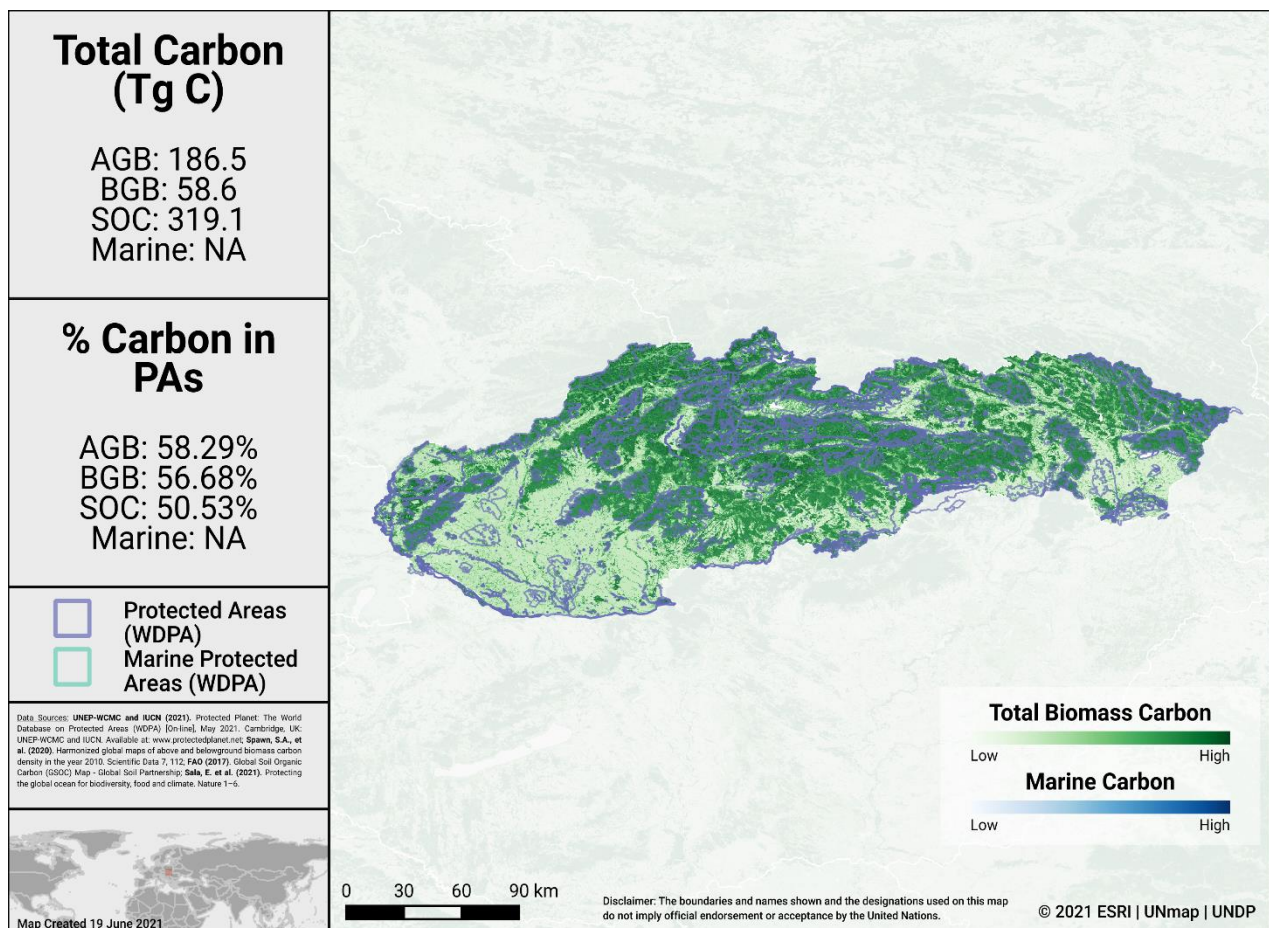 Total Carbon
(Tg C)
AGB: 186.5
BGB: 58.6
SOC: 319.1
Marine: NA
% Carbon in
PAs
AGB: 58.29%
BGB: 56.68%
SOC: 50.53%
Marine: NA
Protected Areas
(WDPA)
Marine Protected
Areas (WDPA)
Data Sources: UNEP-WCMC and IUCN (2021). Protected Planet: The World
Database on Protected Areas (WDPA) [On-line], May 2021. Cambridge, UK:
UNEP-WCMC and IUCN. Available at: www.protectedplanet.net; Spawn, S.A., et
al. (2020). Harmonized global maps of above and belowground biomass carbon
density in the year 2010. Scientific Data 7, 112; FAO (2017). Global Soil Organic
Carbon (GSOC) Map - Global Soil Partnership; Sala, E. et al. (2021). Protecting
the global ocean for biodiversity, food and climate. Nature 1–6.
Map Created 19 June 2021
Total Biomass Carbon
Low High
Marine Carbon
Low High
0 30 60 90 km
Disclaimer: The boundaries and names shown and the designations used on this map
do not imply official endorsement or acceptance by the United Nations.
© 2021 ESRI | UNmap | UNDP